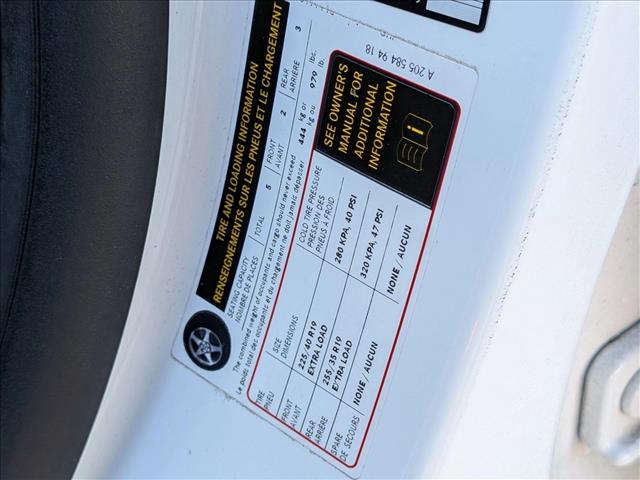 TIRE AND LOADING INFORMATION
RENSEIGNEMENTS SUR LES PNEUS ET LE CHARGEMENT
SEATING CAPACITY
NOMBRE DE PLACES
TOTAL 5
FRONT
AVANT 2
REAR
ARRIÈRE 3
The combined weight of occupants and cargo should never exceed 444 kg or 979 lbs.
Le poids total des occupants et du chargement ne doit jamais dépasser kg ou lb.
TIRE
PNEU
SIZE
DIMENSIONS
COLD TIRE PRESSURE
PRESSION DES
PNEUS A FROID
FRONT
AVANT
225/40 R19
EXTRA LOAD
280 KPA, 40 PSI
REAR
ARRIÈRE
255/35 R19
EXTRA LOAD
320 KPA, 47 PSI
SPARE
DE SECOURS
NONE / AUCUN
NONE / AUCUN
SEE OWNER'S
MANUAL FOR
ADDITIONAL
INFORMATION
i
A 205 584 94 18